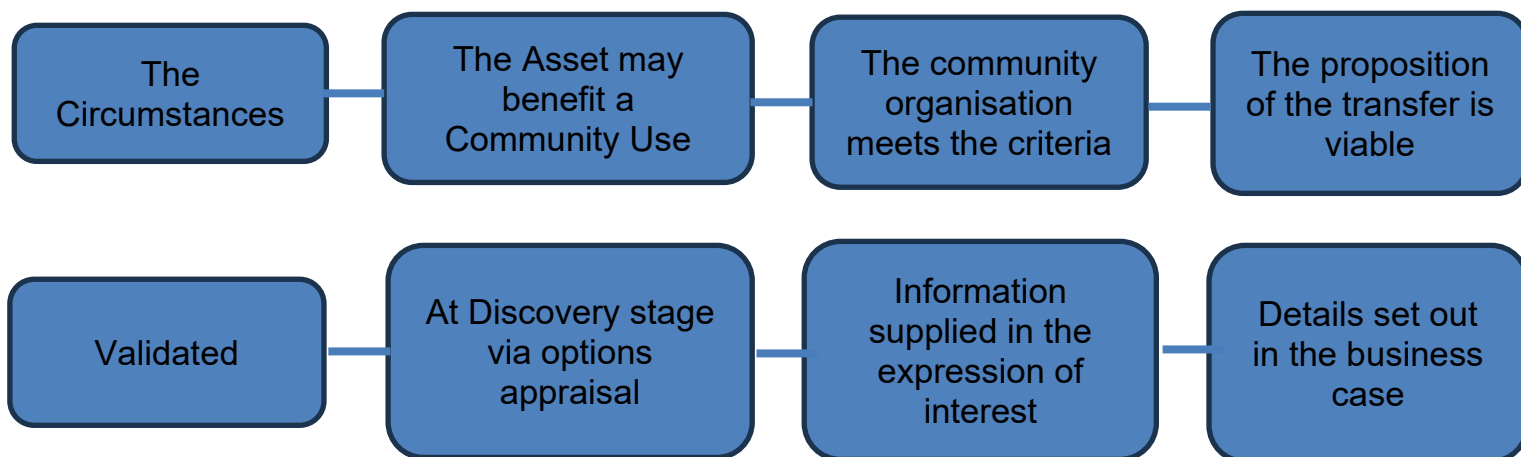 The
Circumstances
The Asset may
benefit a
Community Use
The community
organisation
meets the criteria
The proposition
of the transfer is
viable
Validated
At Discovery stage
via options
appraisal
Information
supplied in the
expression of
interest
Details set out
in the business
case